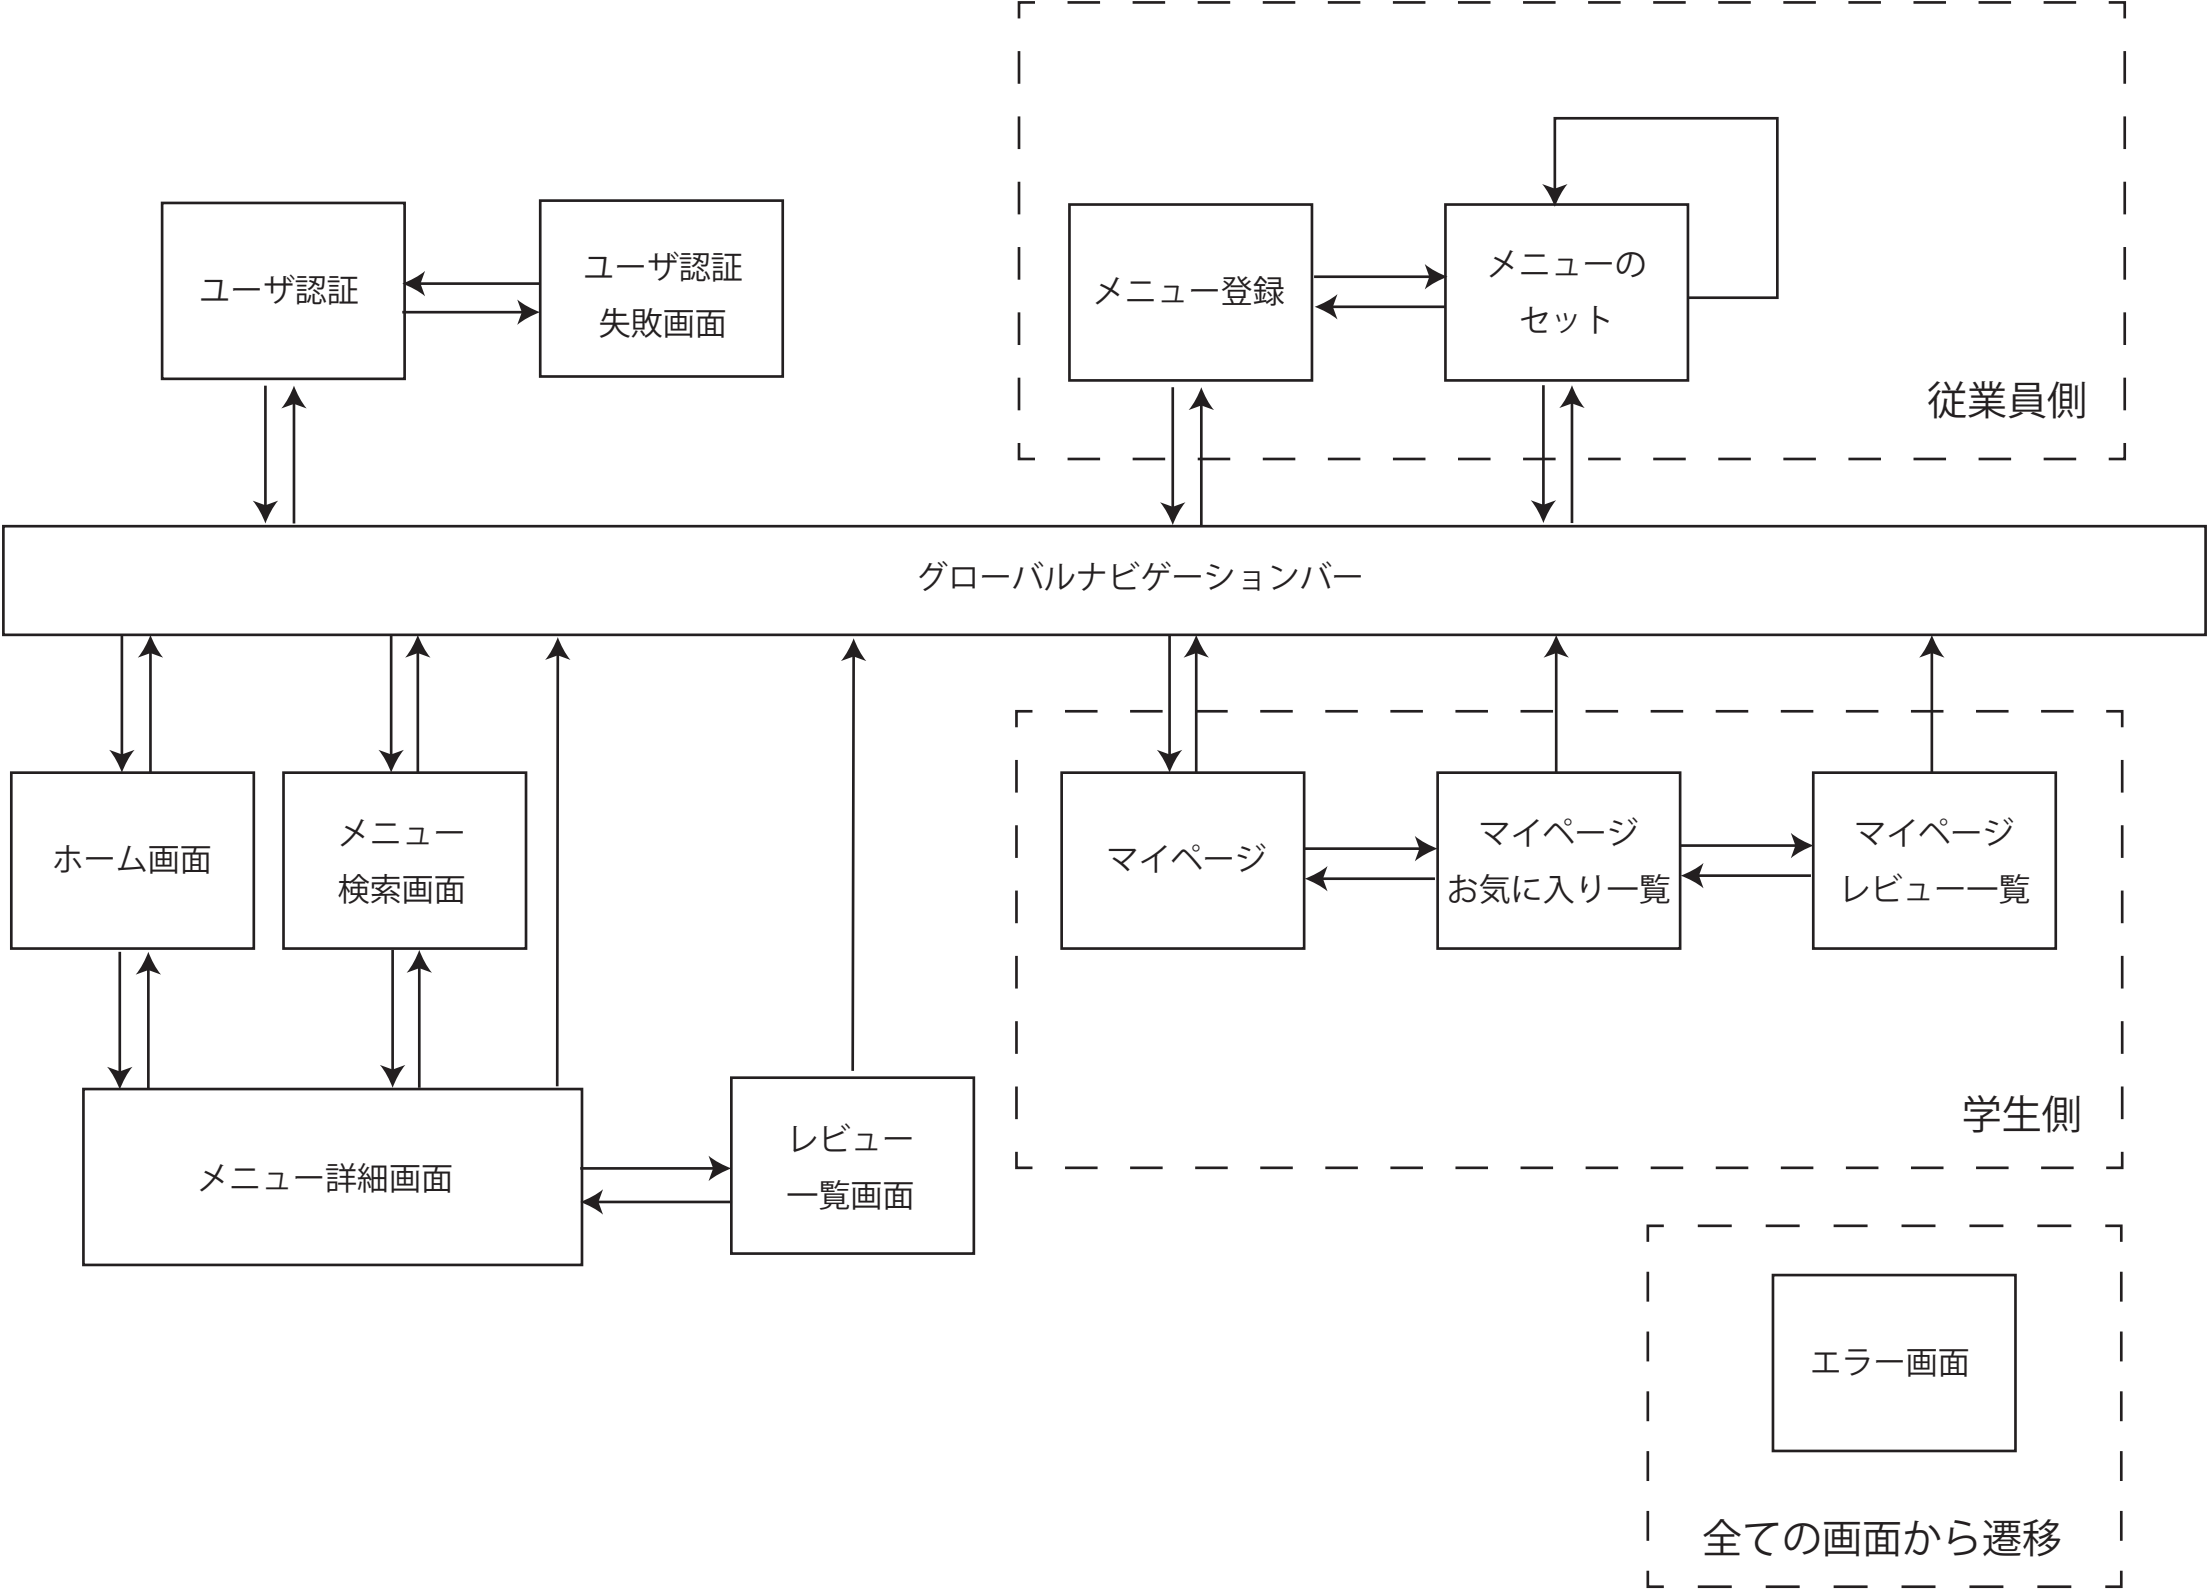 ユーザ認証
ユーザ認証
失敗画面
メニュー登録
メニューの
セット
従業員側
グローバルナビゲーションバー
ホーム画面
メニュー
検索画面
マイページ
マイページ
お気に入り一覧
マイページ
レビュー一覧
学生側
メニュー詳細画面
レビュー
一覧画面
エラー画面
全ての画面から遷移